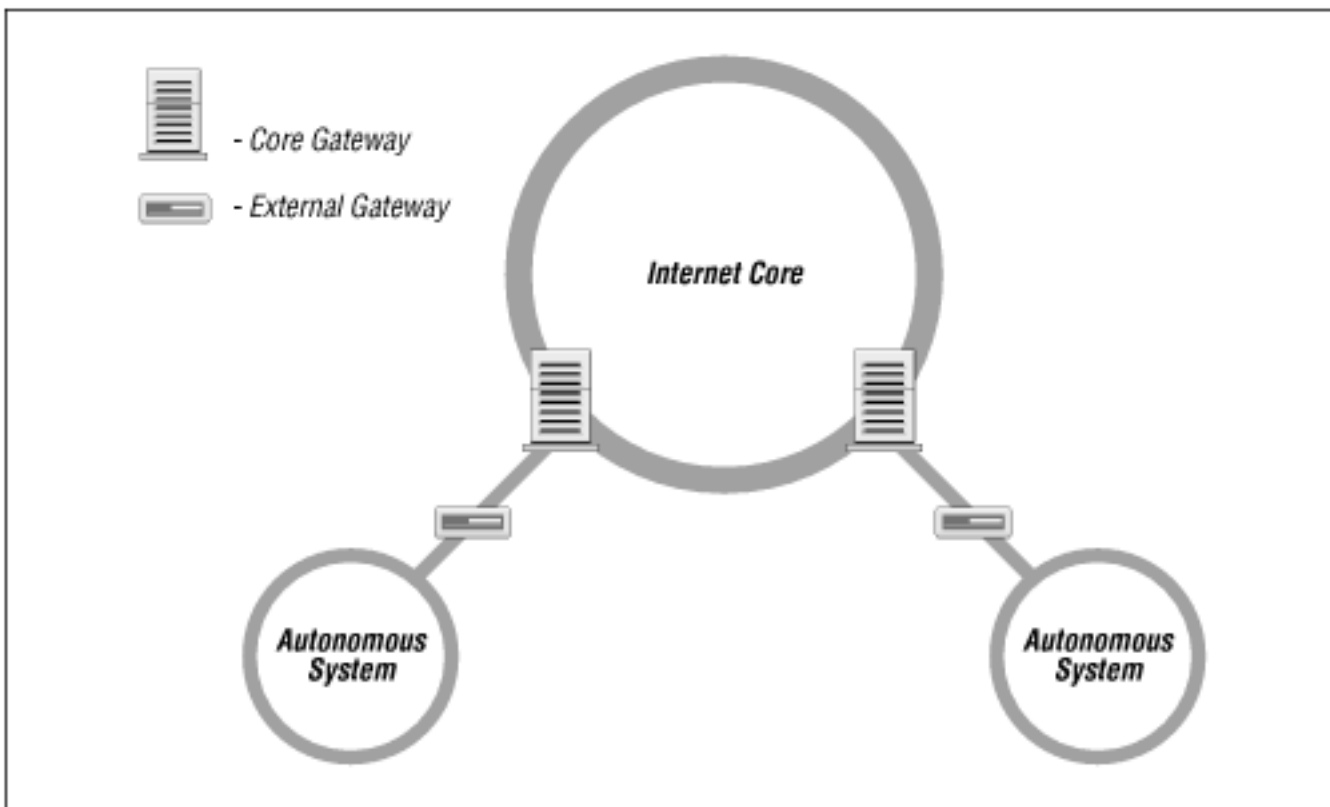 - Core Gateway
- External Gateway
Internet Core
Autonomous
System
Autonomous
System